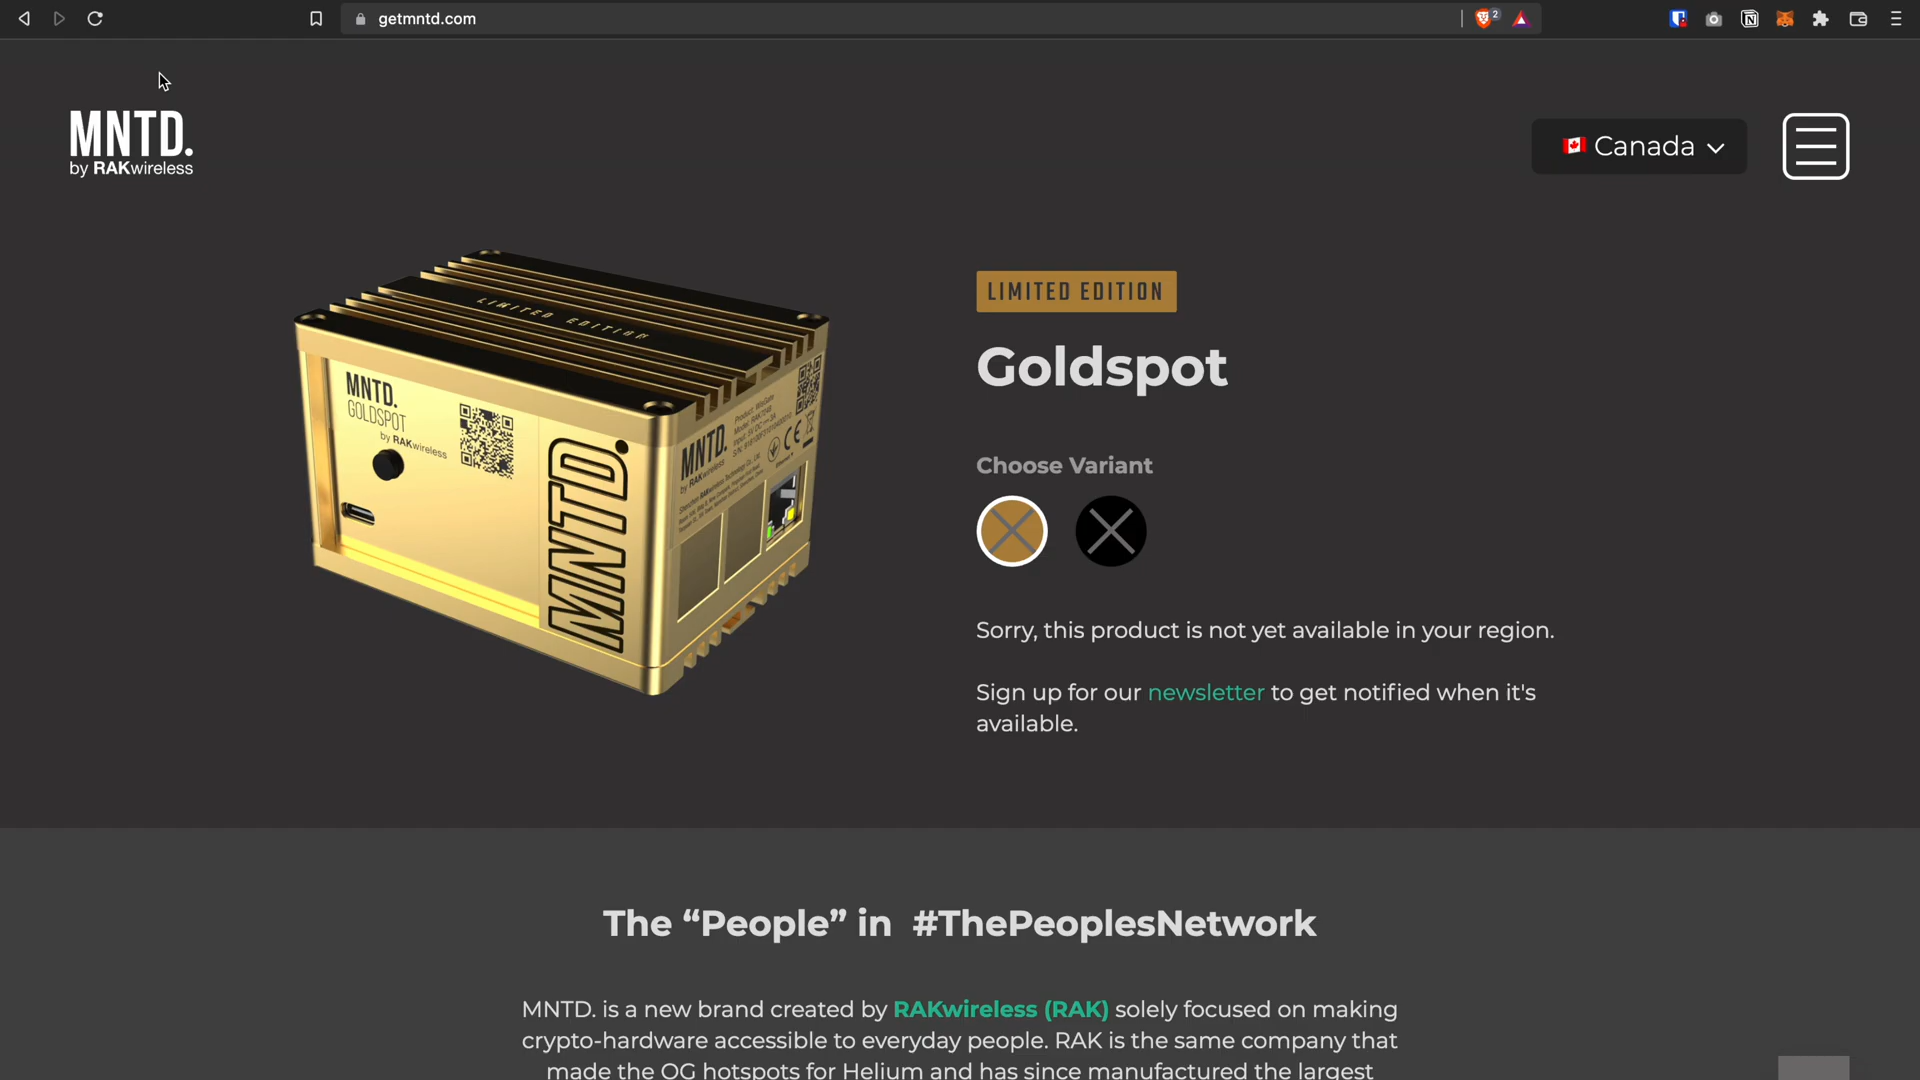 getmntd.com
2
MNTD.
by RAKwireless
Canada
LIMITED EDITION
LIMITED EDITION
Goldspot
MNTD.
GOLDSPOT
by RAKwireless
MNTD.
MNTD.
by RAKwireless
Choose Variant
Sorry, this product is not yet available in your region.
Sign up for our newsletter to get notified when it's
available.
The “People” in #ThePeoplesNetwork
MNTD. is a new brand created by RAKwireless (RAK) solely focused on making
crypto-hardware accessible to everyday people. RAK is the same company that
made the OG hotspots for Helium and has since manufactured the largest